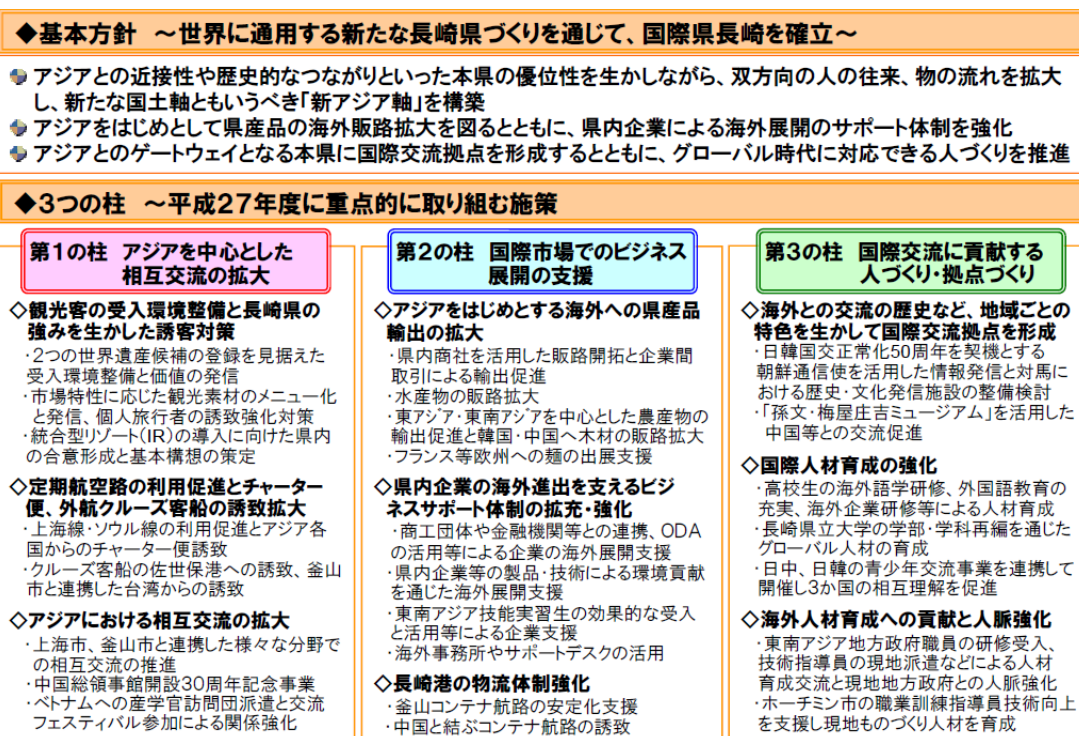 ◆基本方針 ～世界に通用する新たな長崎県づくりを通じて、国際県長崎を確立～
アジアとの近接性や歴史的なつながりといった本県の優位性を生かしながら、双方向の人の往来、物の流れを拡大
し、新たな国土軸ともいうべき「新アジア軸」を構築
アジアをはじめとして県産品の海外販路拡大を図るとともに、県内企業による海外展開のサポート体制を強化
アジアとのゲートウェイとなる本県に国際交流拠点を形成するとともに、グローバル時代に対応できる人づくりを推進
◆3つの柱 ～平成27年度に重点的に取り組む施策
第1の柱 アジアを中心とした
相互交流の拡大
◇観光客の受入環境整備と長崎県の
強みを生かした誘客対策
・2つの世界遺産候補の登録を見据えた
受入環境整備と価値の発信
・市場特性に応じた観光素材のメニュー化
と発信、個人旅行者の誘致強化対策
・統合型リゾート(IR)の導入に向けた県内
の合意形成と基本構想の策定
◇定期航空路の利用促進とチャーター
便、外航クルーズ客船の誘致拡大
・上海線・ソウル線の利用促進とアジア各
国からのチャーター便誘致
・クルーズ客船の佐世保港への誘致、釜山
市と連携した台湾からの誘致
◇アジアにおける相互交流の拡大
・上海市、釜山市と連携した様々な分野で
の相互交流の推進
・中国総領事館開設30周年記念事業
・ベトナムへの産学官訪問団派遣と交流
フェスティバル参加による関係強化
第2の柱 国際市場でのビジネス
展開の支援
◇アジアをはじめとする海外への県産品
輸出の拡大
・県内商社を活用した販路開拓と企業間
取引による輸出促進
・水産物の販路拡大
・東アジア・東南アジアを中心とした農産物の
輸出促進と韓国・中国へ木材の販路拡大
・フランス等欧州への麺の出展支援
◇県内企業の海外進出を支えるビジ
ネスサポート体制の拡充・強化
・商工団体や金融機関等との連携、ODA
の活用等による企業の海外展開支援
・県内企業等の製品・技術による環境貢献
を通じた海外展開支援
・東南アジア技能実習生の効果的な受入
と活用等による企業支援
・海外事務所やサポートデスクの活用
◇長崎港の物流体制強化
・釜山コンテナ航路の安定化支援
・中国と結ぶコンテナ航路の誘致
第3の柱 国際交流に貢献する
人づくり・拠点づくり
◇海外との交流の歴史など、地域ごとの
特色を生かして国際交流拠点を形成
・日韓国交正常化50周年を契機とする
朝鮮通信使を活用した情報発信と対馬に
おける歴史・文化発信施設の整備検討
・「孫文・梅屋庄吉ミュージアム」を活用した
中国等との交流促進
◇国際人材育成の強化
・高校生の海外語学研修、外国語教育の
充実、海外企業研修等による人材育成
・長崎県立大学の学部・学科再編を通じた
グローバル人材の育成
・日中、日韓の青少年交流事業を連携して
開催し3か国の相互理解を促進
◇海外人材育成への貢献と人脈強化
・東南アジア地方政府職員の研修受入、
技術指導員の現地派遣などによる人材
育成交流と現地地方政府との人脈強化
・ホーチミン市の職業訓練指導員技術向上
を支援し現地ものづくり人材を育成